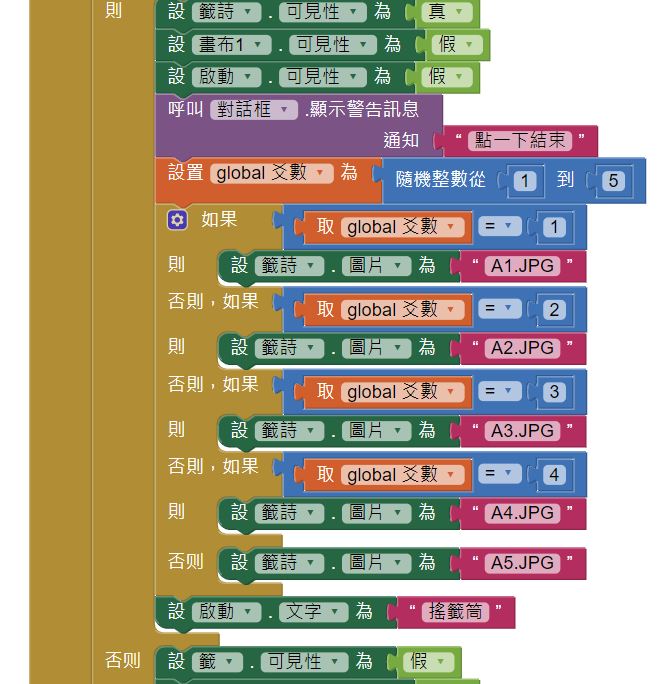 則 設 籤詩 . 可見性 為 真
設 畫布1 . 可見性 為 假
設 啟動 . 可見性 為 假
呼叫 對話框 .顯示警告訊息
通知 “ 點一下結束 ”
設置 global 爻數 為 隨機整數從 1 到 5
如果 取 global 爻數 = 1
則 設 籤詩 . 圖片 為 “ A1.JPG ”
否則，如果 取 global 爻數 = 2
則 設 籤詩 . 圖片 為 “ A2.JPG ”
否則，如果 取 global 爻數 = 3
則 設 籤詩 . 圖片 為 “ A3.JPG ”
否則，如果 取 global 爻數 = 4
則 設 籤詩 . 圖片 為 “ A4.JPG ”
否则 設 籤詩 . 圖片 為 “ A5.JPG ”
設 啟動 . 文字 為 “ 搖籤筒 ”
否则 設 籤 . 可見性 為 假